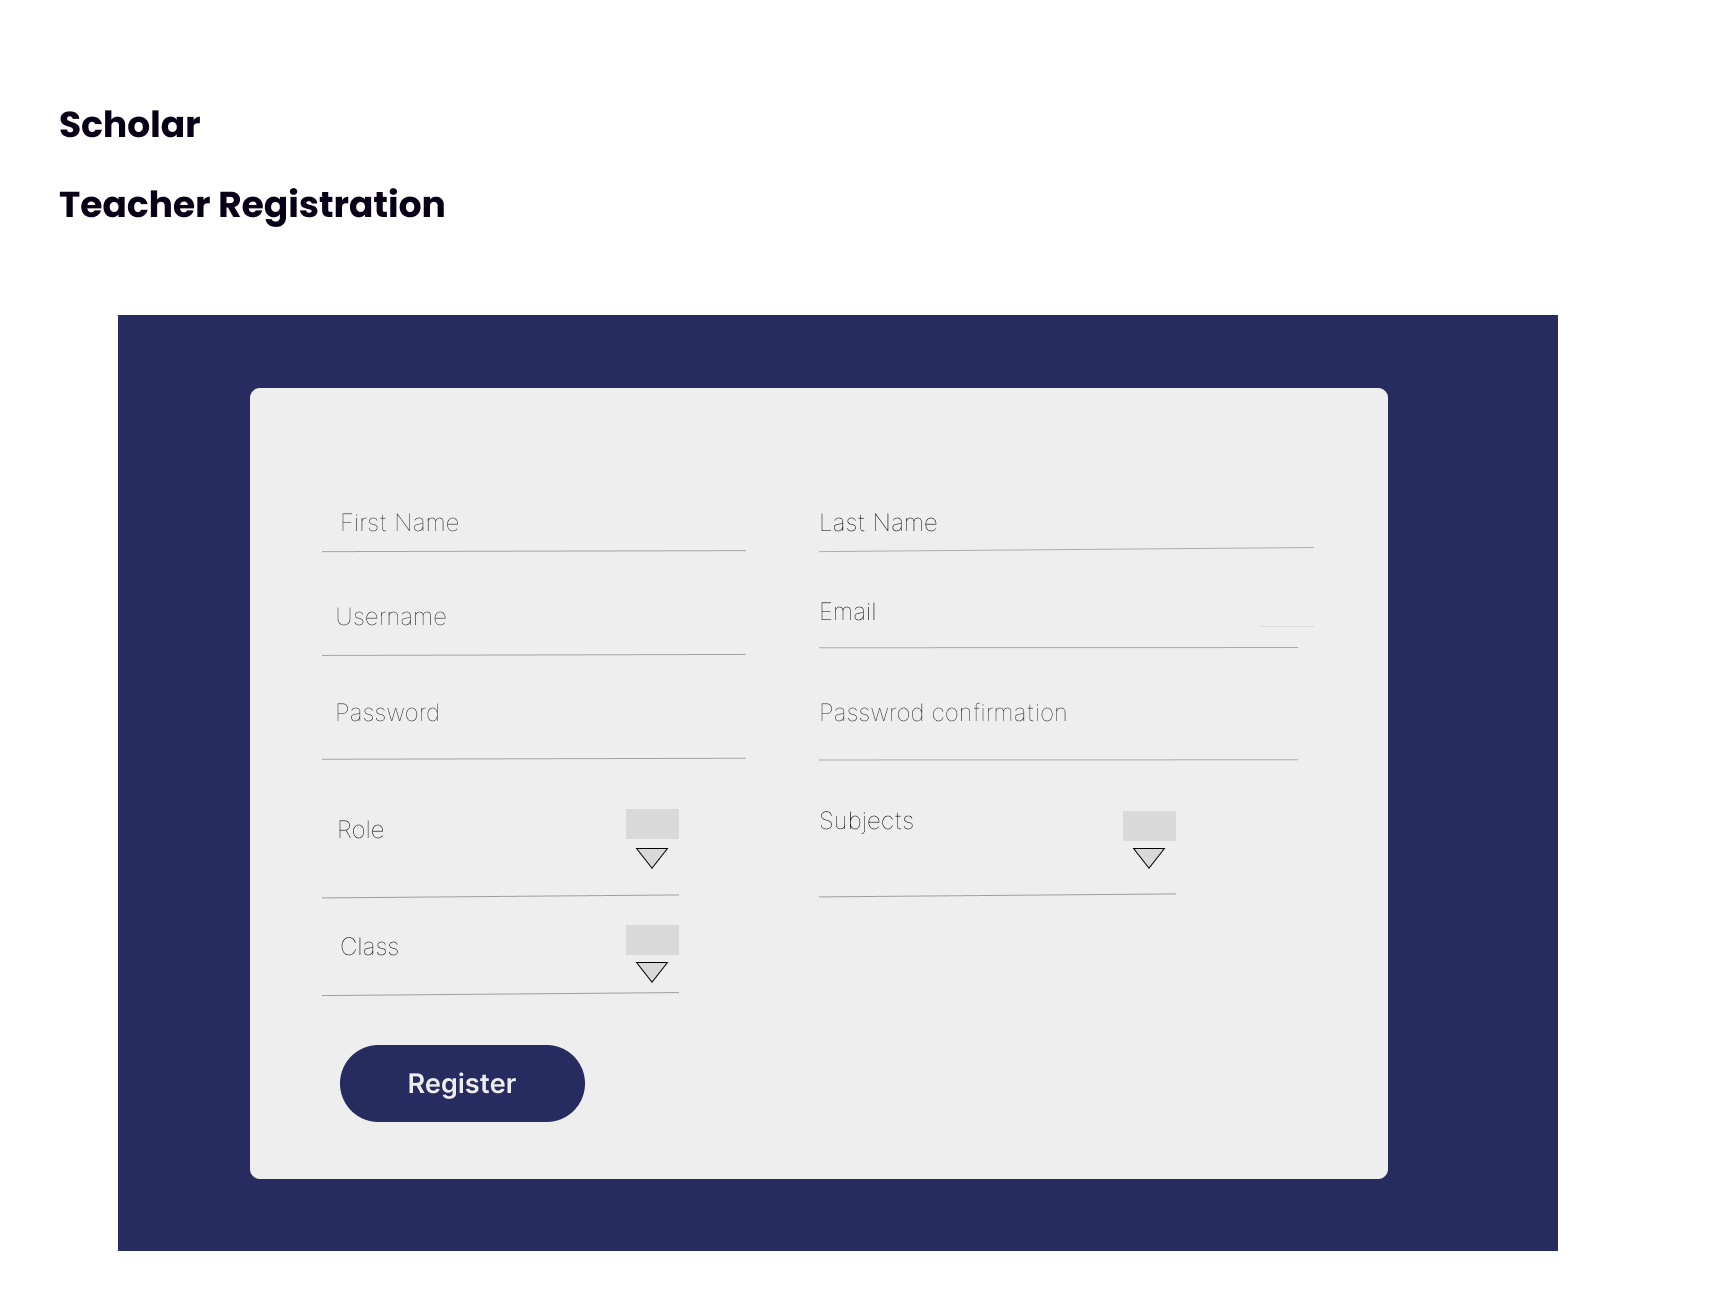 Scholar
Teacher Registration
First Name
Last Name
Username
Email
Password
Passwrod confirmation
Role
Subjects
Class
Register